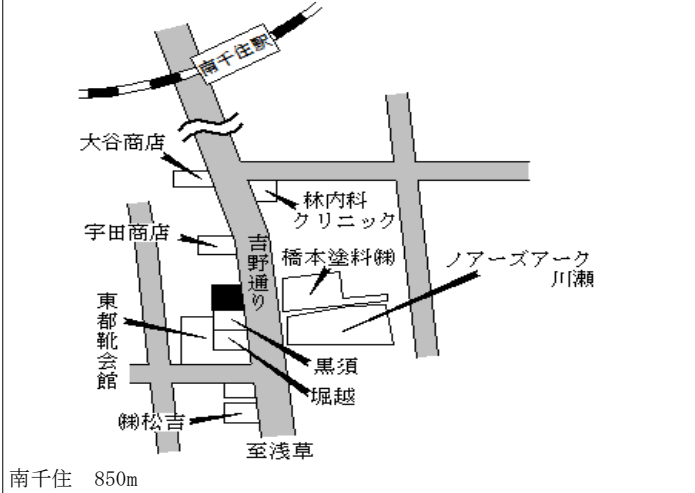 南千住駅
大谷商店
林内科
クリニック
宇田商店
吉野通り
橋本塗料㈱
ノアーズアーク
川瀬
東都靴会館
黒須
堀越
㈱松吉
至浅草
南千住　850m